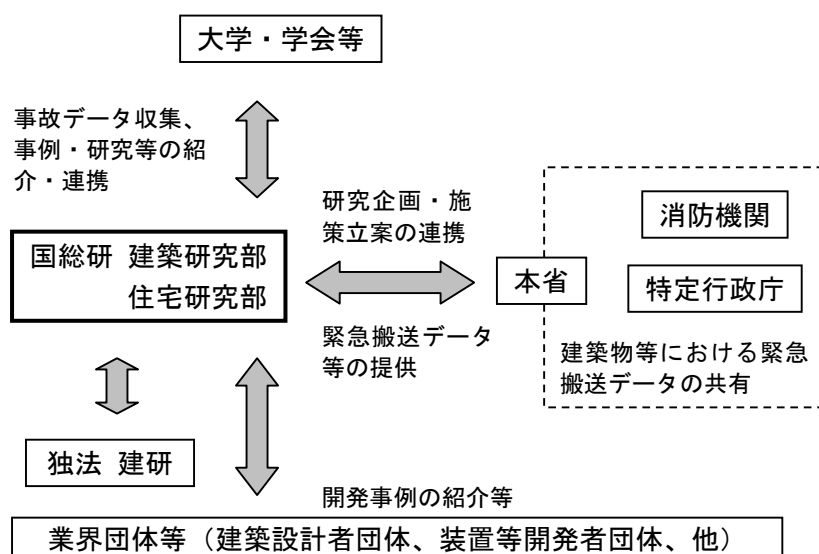 大学・学会等
事故データ収集、
事例・研究等の紹
介・連携
研究企画・施
策立案の連携
消防機関
国総研 建築研究部
住宅研究部
本省
特定行政庁
緊急搬送データ
等の提供
建築物等における緊急
搬送データの共有
独法 建研
開発事例の紹介等
業界団体等（建築設計者団体、装置等開発者団体、他）